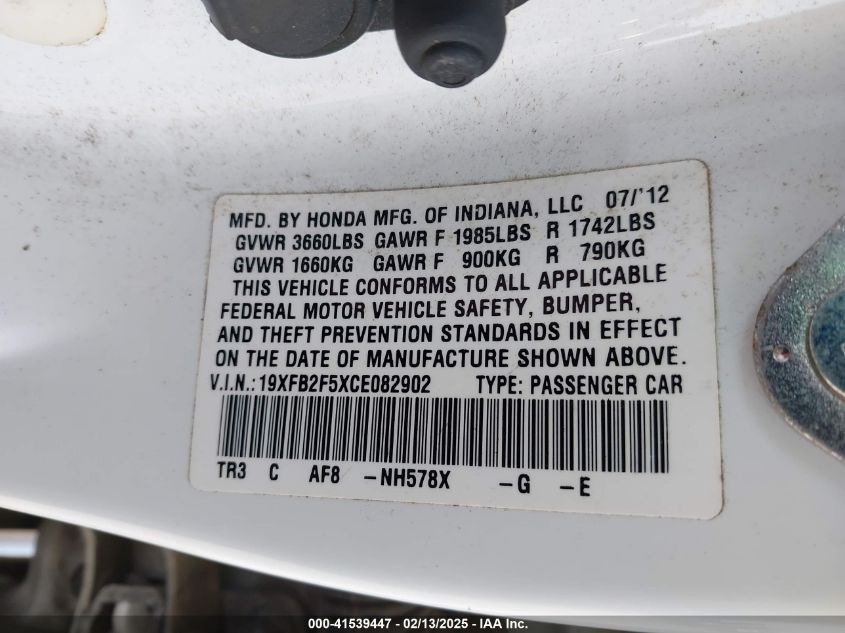 MFD. BY HONDA MFG. OF INDIANA, LLC 07/'12
GVWR 3660LBS GAWR F 1985LBS R 1742LBS
GVWR 1660KG GAWR F 900KG R 790KG
THIS VEHICLE CONFORMS TO ALL APPLICABLE
FEDERAL MOTOR VEHICLE SAFETY, BUMPER,
AND THEFT PREVENTION STANDARDS IN EFFECT
ON THE DATE OF MANUFACTURE SHOWN ABOVE.
V.I.N.:19XFB2F5XCE082902 TYPE: PASSENGER CAR
TR3 C AF8 -NH578X -G -E
000-41539447 - 02/13/2025 - IAA Inc.